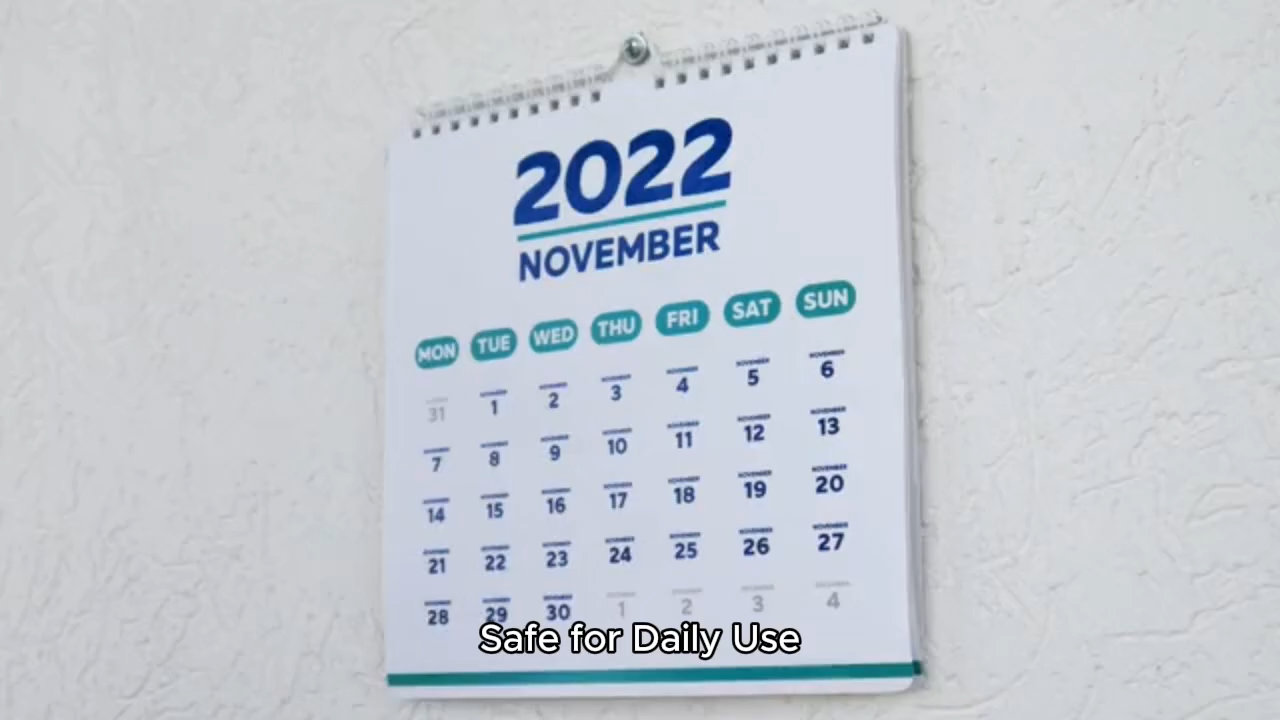 2022
NOVEMBER
MON TUE WED THU FRI SAT SUN
31 1 2 3 4 5 6
7 8 9 10 11 12 13
14 15 16 17 18 19 20
21 22 23 24 25 26 27
28 29 30 1 2 3 4
Safe for Daily Use